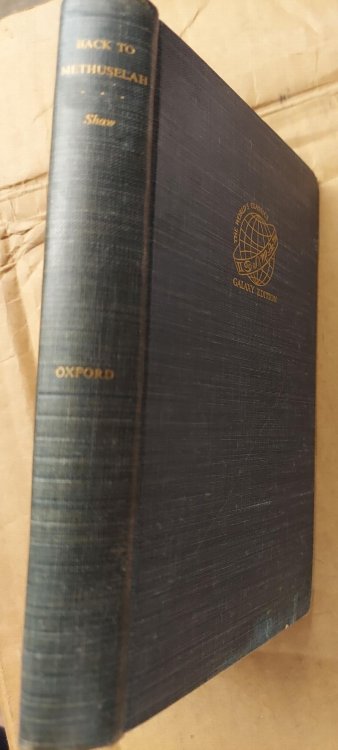 BACK TO
METHUSELAH
. . .
Shaw
OXFORD
THE WORLD'S CLASSICS
GALAXY EDITION